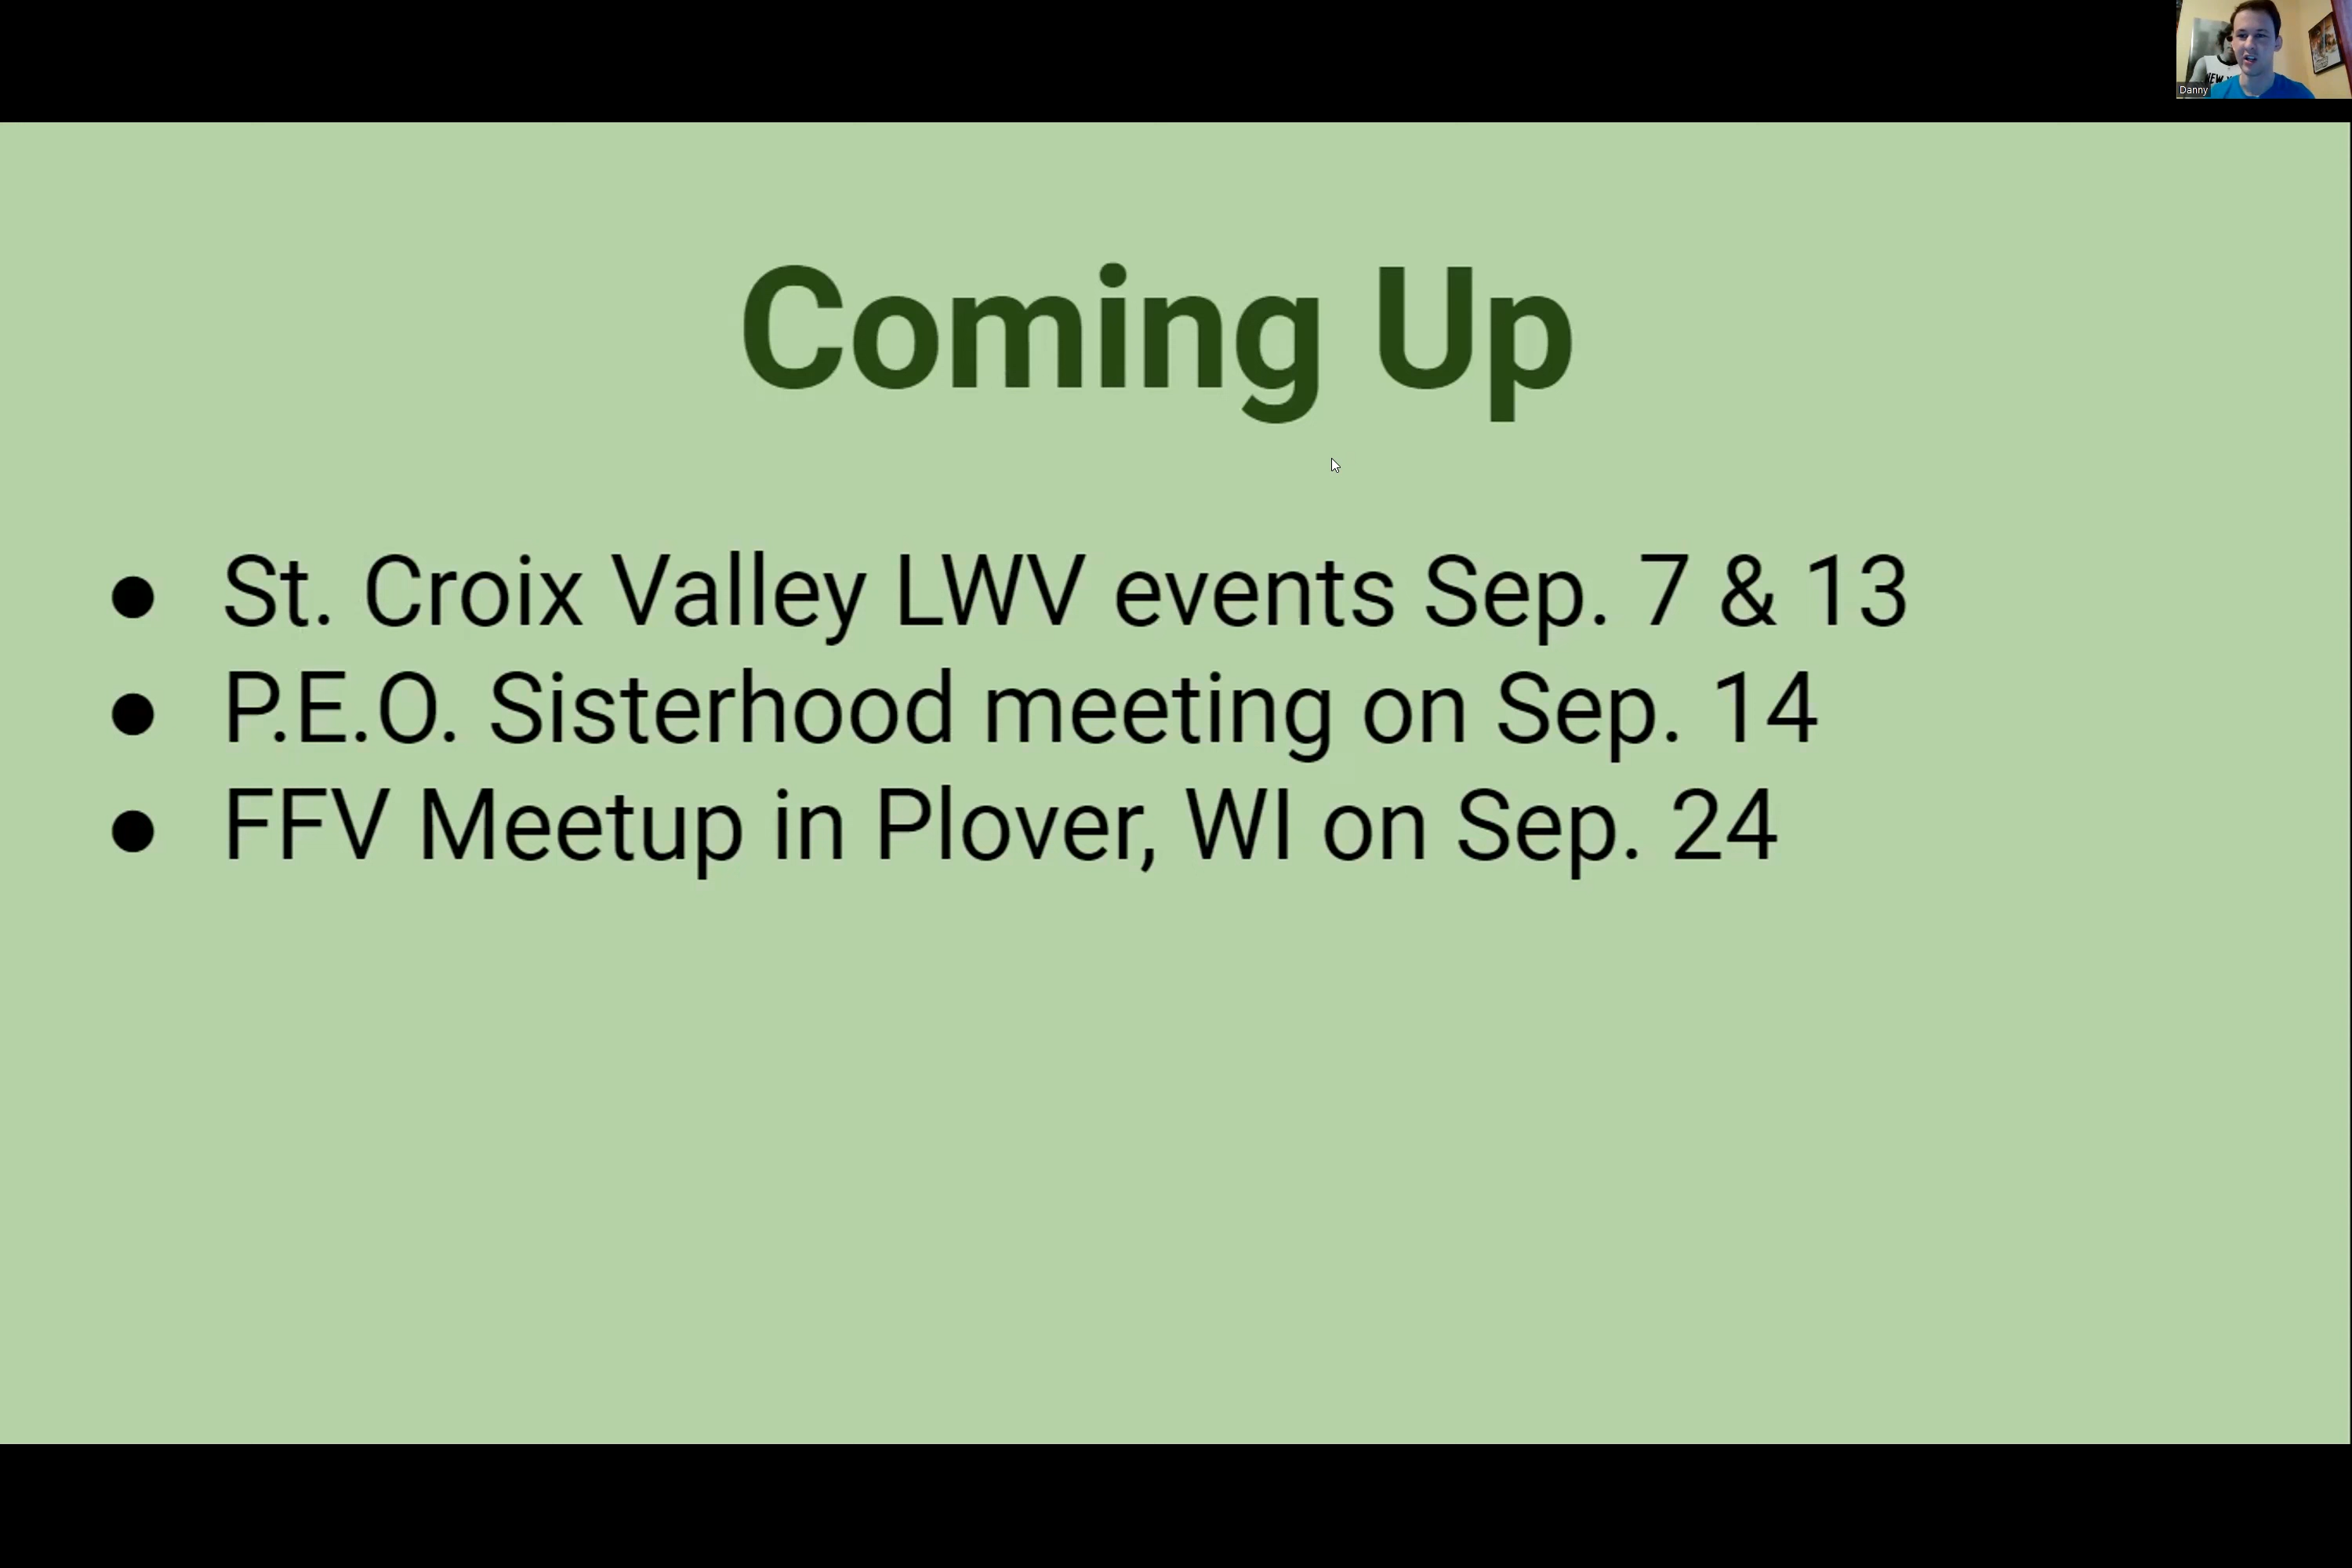 Danny
Coming Up
● St. Croix Valley LWV events Sep. 7 & 13
● P.E.O. Sisterhood meeting on Sep. 14
● FFV Meetup in Plover, WI on Sep. 24